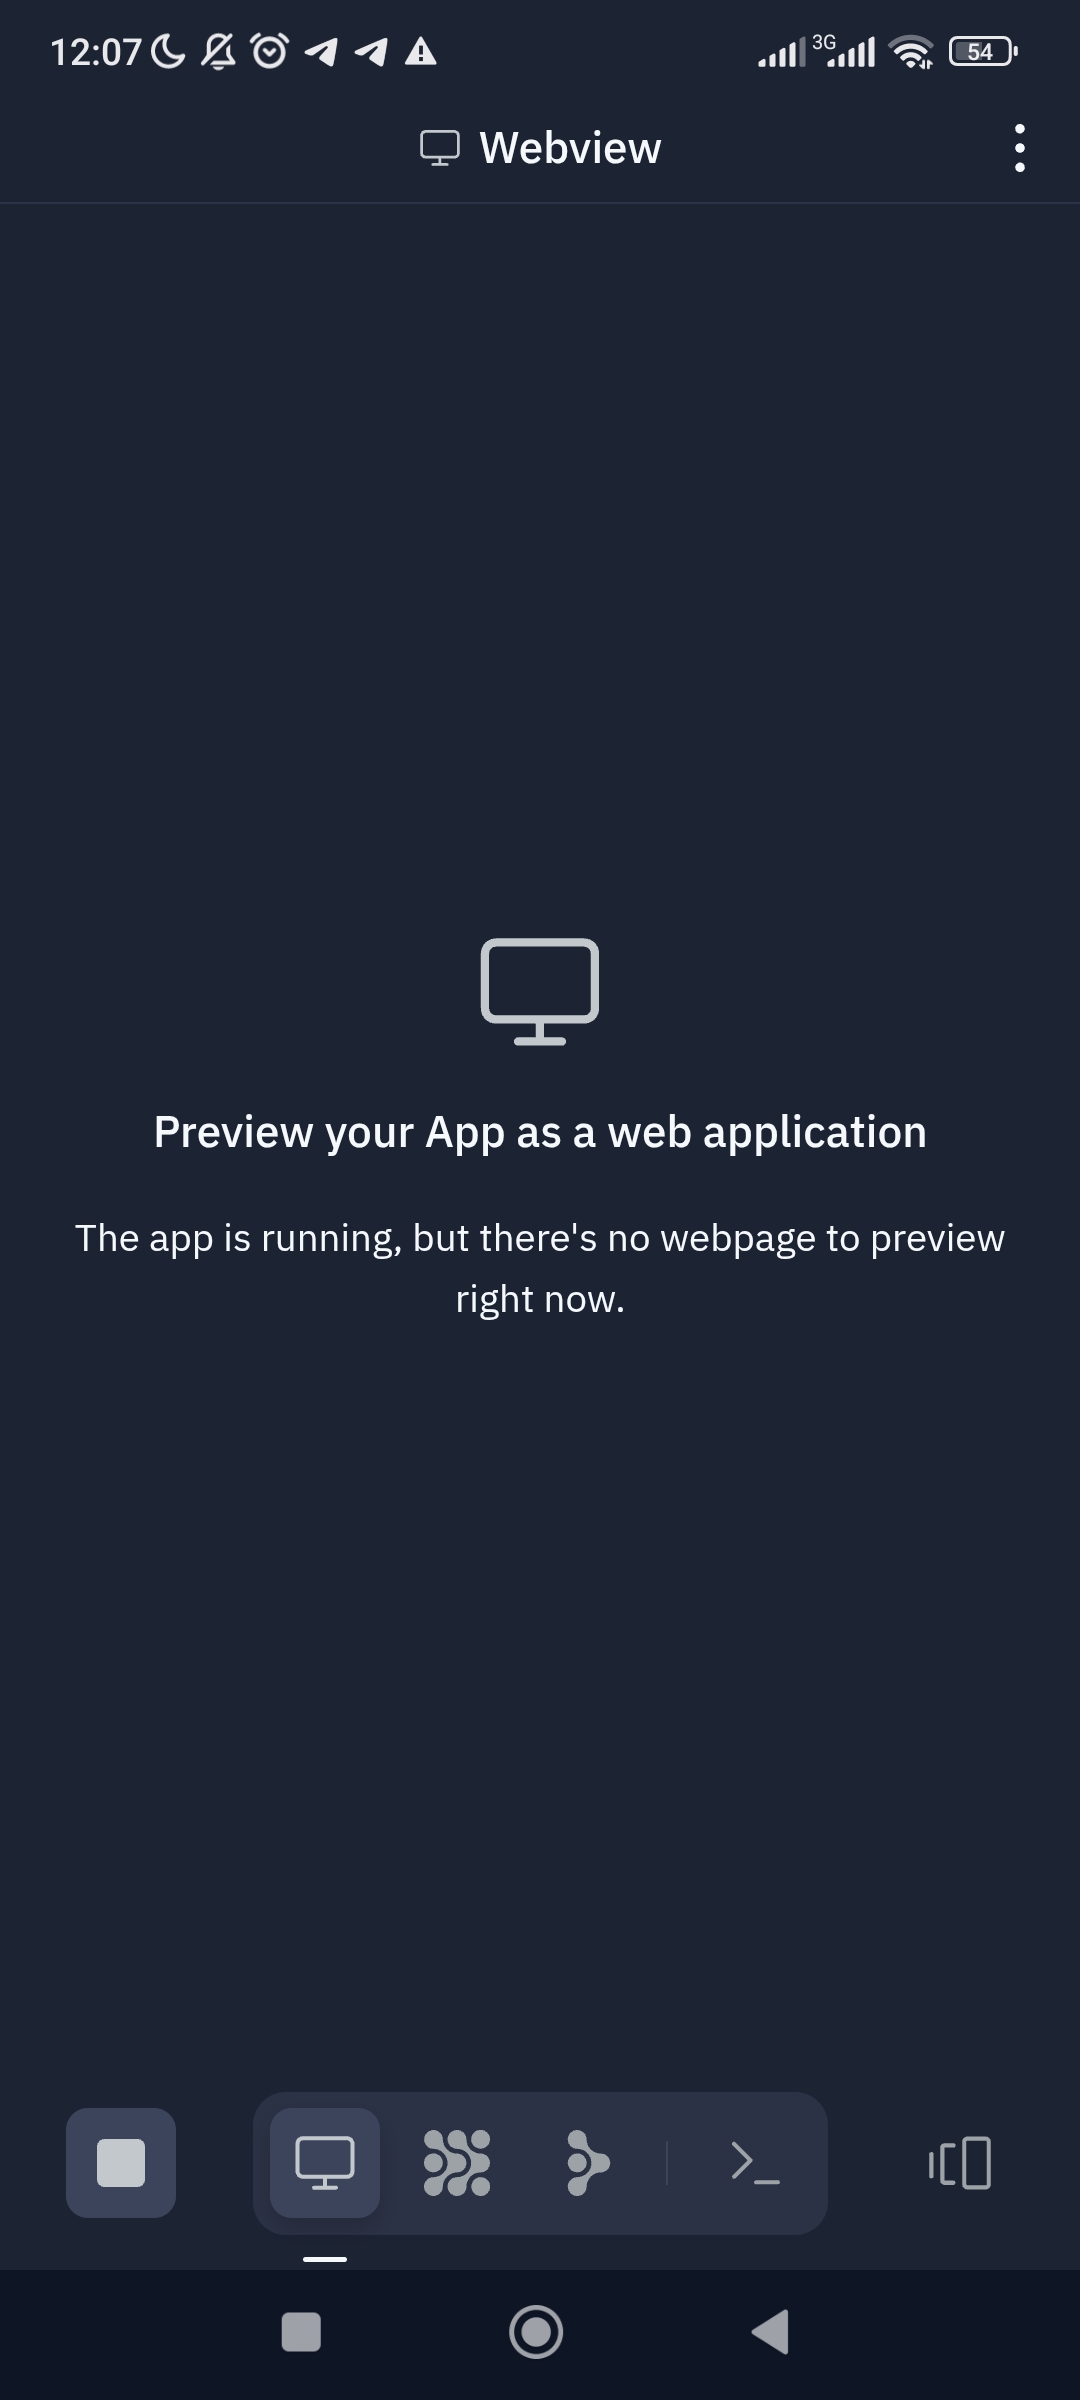 12:07
3G
54
Webview
Preview your App as a web application
The app is running, but there's no webpage to preview
right now.